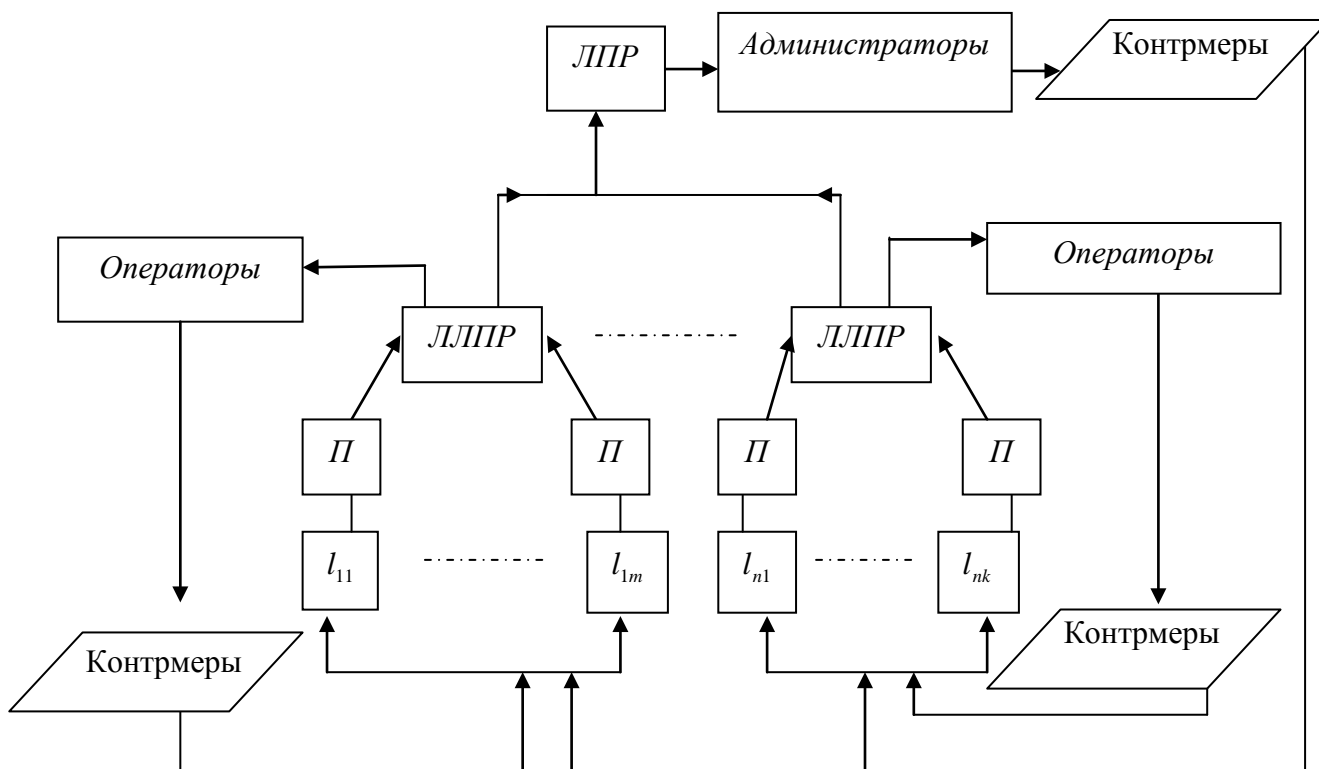 ЛПР
Администраторы
Контрмеры
Операторы
Операторы
ЛЛПР
ЛЛПР
П
П
П
П
l₁₁
l₁ₘ
lₙ₁
lₙₖ
Контрмеры
Контрмеры